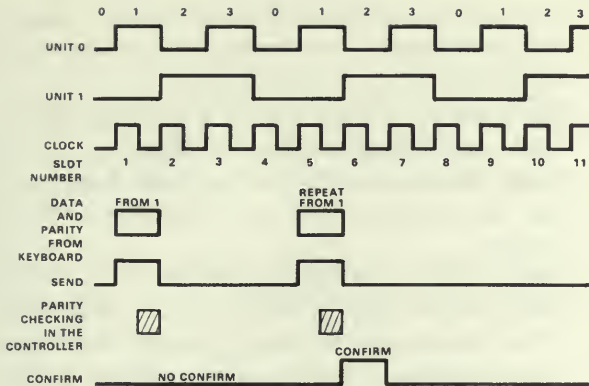 0 1 2 3 0 1 2 3 0 1 2 3
UNIT 0
UNIT 1
CLOCK
SLOT NUMBER
1 2 3 4 5 6 7 8 9 10 11
DATA
AND
PARITY
FROM
KEYBOARD
FROM 1
REPEAT
FROM 1
SEND
PARITY
CHECKING
IN THE
CONTROLLER
CONFIRM
CONFIRM
NO CONFIRM